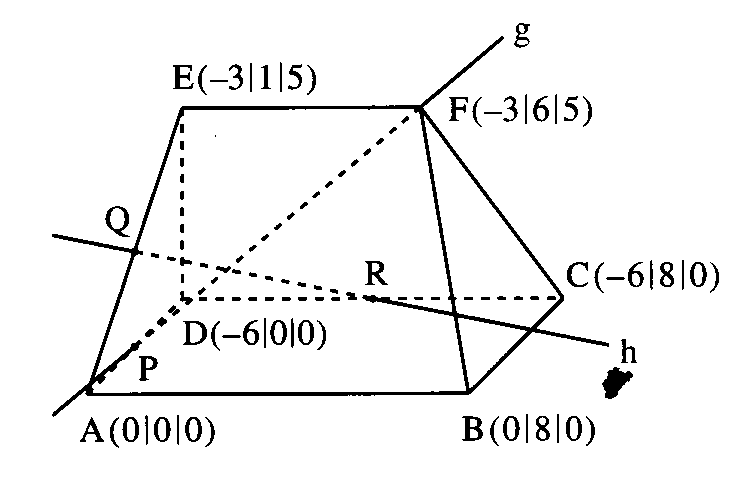 g
E(–3|1|5)
F(–3|6|5)
Q
R
C(–6|8|0)
D(–6|0|0)
h
P
A(0|0|0)
B(0|8|0)